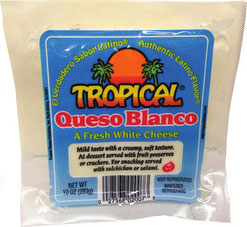 El Verdadero Sabor Latino®
Authentic Latino Flavor®
TROPICAL
Queso Blanco
A Fresh White Cheese
Mild taste with a creamy, soft texture.
At dessert served with fruit preserves
or crackers. For snacking served
with salchichon or salami.
NET WT
10 OZ (283g)
KEEP REFRIGERATED
MANTENER
REFRIGERADO